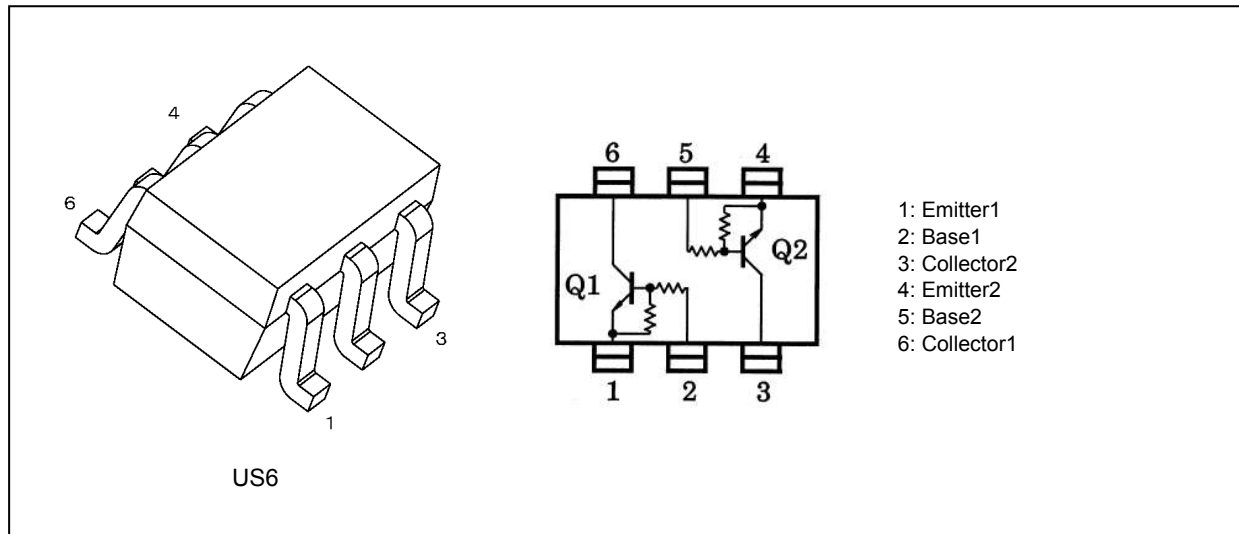 4
6
3
1
US6
6 5 4
Q2
Q1
1 2 3
1: Emitter1
2: Base1
3: Collector2
4: Emitter2
5: Base2
6: Collector1